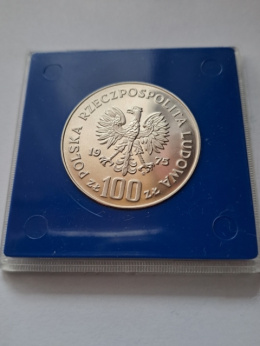 POLSKA RZECZPOSPOLITA LUDOWA
19 75
ZŁ 100 ZŁ